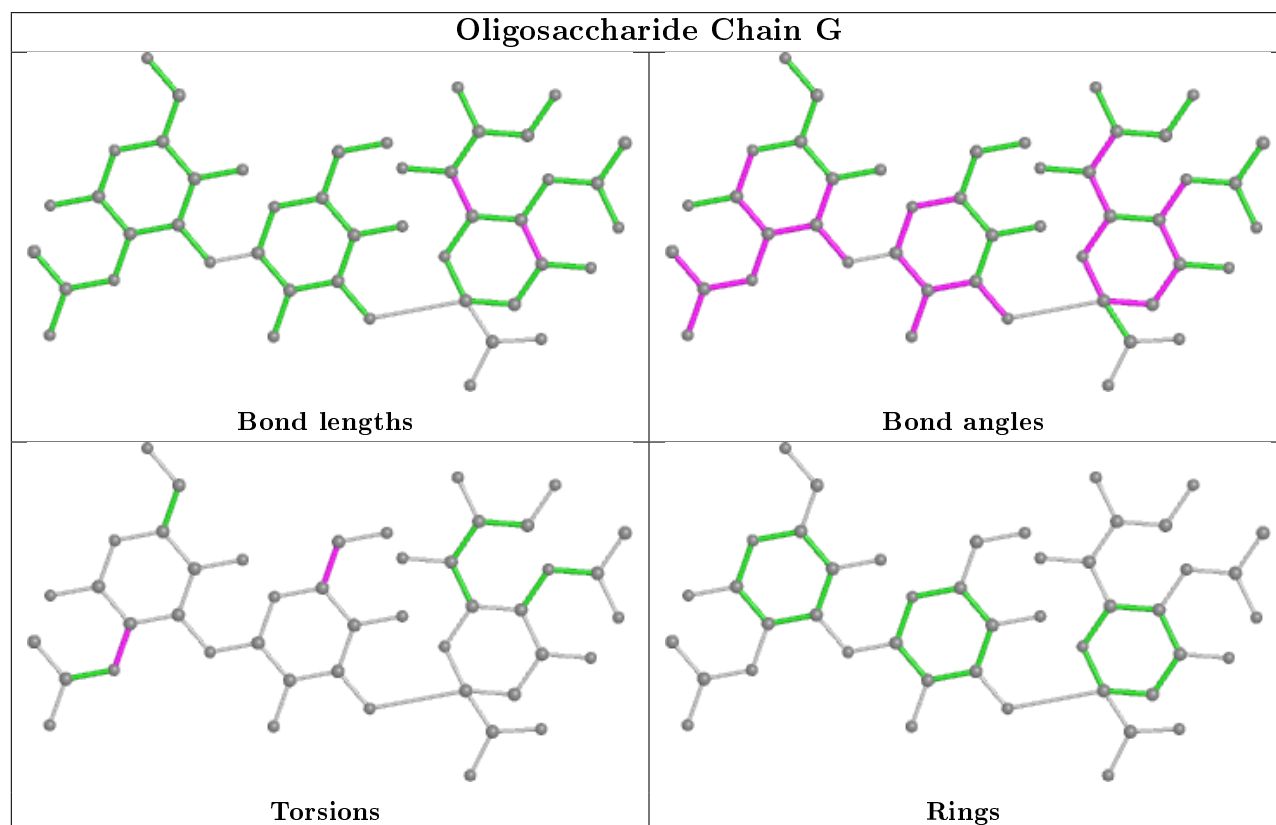 Oligosaccharide Chain G
Bond lengths
Bond angles
Torsions
Rings